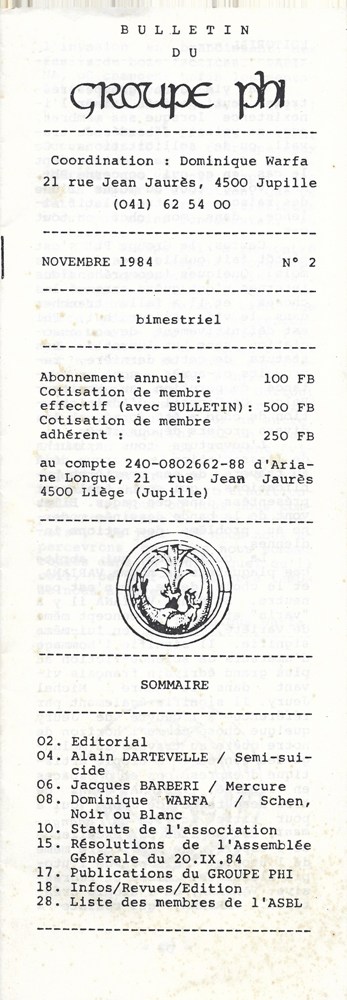 BULLETIN
DU
GROUPE phi
Coordination : Dominique Warfa
21 rue Jean Jaurès, 4500 Jupille
(041) 62 54 00
NOVEMBRE 1984 N° 2
bimestriel
Abonnement annuel : 100 FB
Cotisation de membre
effectif (avec BULLETIN): 500 FB
Cotisation de membre
adhérent : 250 FB
au compte 240-0802662-88 d'Aria-
ne Longue, 21 rue Jean Jaurès
4500 Liège (Jupille)
SOMMAIRE
02. Editorial
04. Alain DARTEVELLE / Semi-sui-
cide
06. Jacques BARBERI / Mercure
08. Dominique WARFA / Schen,
Noir ou Blanc
10. Statuts de l'association
15. Résolutions de l'Assemblée
Générale du 20.IX.84
17. Publications du GROUPE PHI
18. Infos/Revues/Edition
28. Liste des membres de l'ASBL